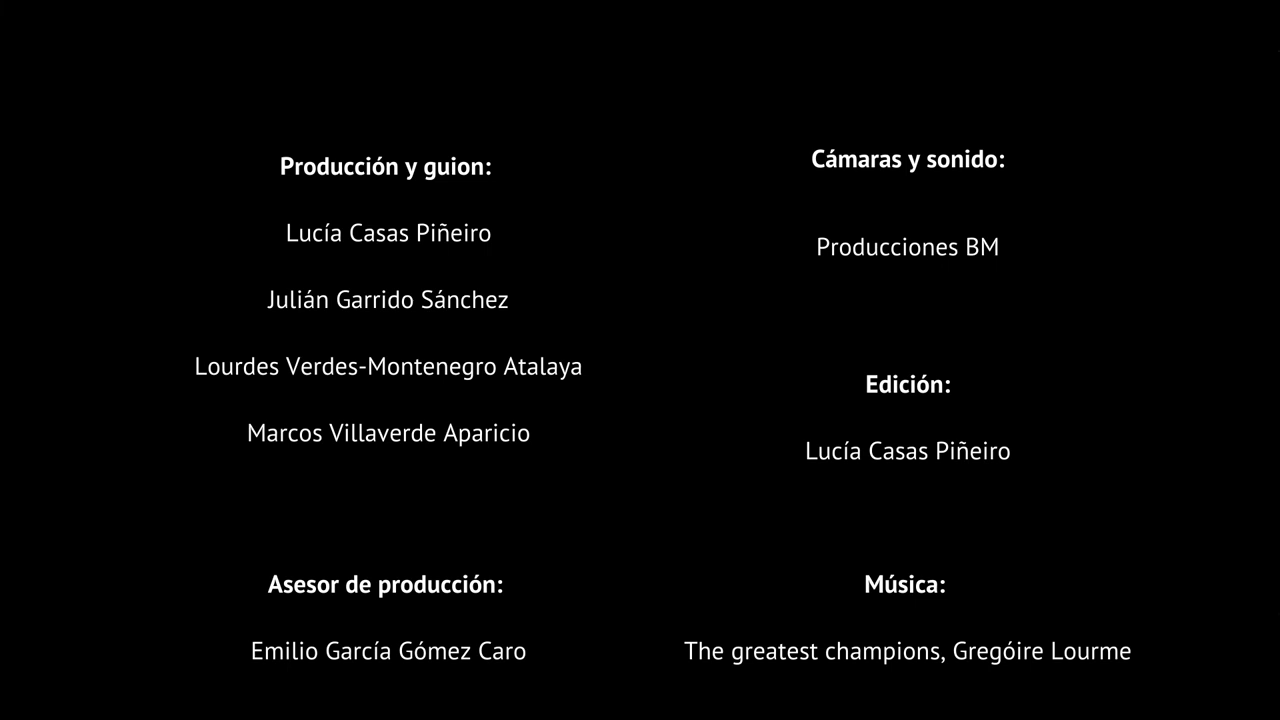 Producción y guion:
Lucía Casas Piñeiro
Julián Garrido Sánchez
Lourdes Verdes-Montenegro Atalaya
Marcos Villaverde Aparicio
Asesor de producción:
Emilio García Gómez Caro
Cámaras y sonido:
Producciones BM
Edición:
Lucía Casas Piñeiro
Música:
The greatest champions, Gregóire Lourme